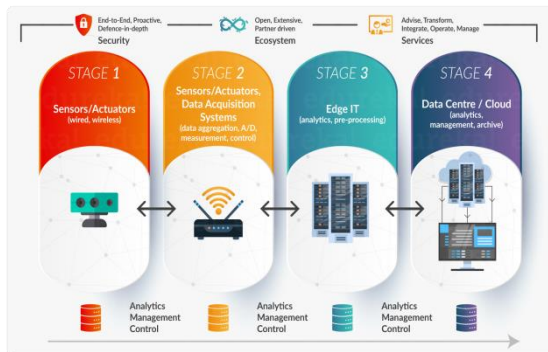 End-to-End, Proactive,
Defence-in-depth
Security
Open, Extensive,
Partner driven
Ecosystem
Advise, Transform,
Integrate, Operate, Manage
Services
STAGE 1
Sensors/Actuators
(wired, wireless)
STAGE 2
Sensors/Actuators,
Data Acquisition
Systems
(data aggregation, A/D,
measurement, control)
STAGE 3
Edge IT
(analytics, pre-processing)
STAGE 4
Data Centre / Cloud
(analytics,
management, archive)
Analytics
Management
Control
Analytics
Management
Control
Analytics
Management
Control